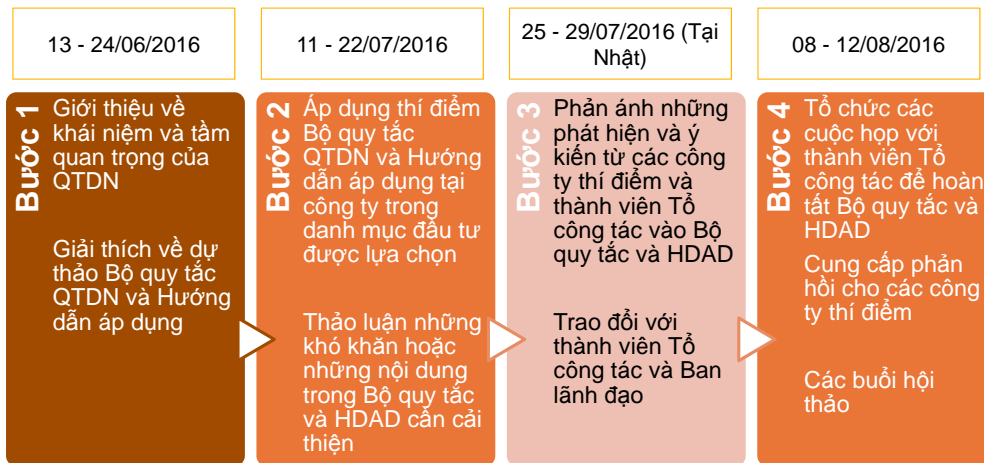 13 - 24/06/2016
11 - 22/07/2016
25 - 29/07/2016 (Tại
Nhật)
08 - 12/08/2016
Bước 1
Giới thiệu về
khái niệm và tầm
quan trọng của
QTDN
Giải thích về dự
thảo Bộ quy tắc
QTDN và Hướng
dẫn áp dụng
Bước 2
Áp dụng thí điểm
Bộ quy tắc
QTDN và Hướng
dẫn áp dụng tại
công ty trong
danh mục đầu tư
được lựa chọn
Thảo luận những
khó khăn hoặc
những nội dung
trong Bộ quy tắc
và HDAD cần cải
thiện
Bước 3
Phản ánh những
phát hiện và ý
kiến từ các công
ty thí điểm và
thành viên Tổ
công tác vào Bộ
quy tắc và HDAD
Trao đổi với
thành viên Tổ
công tác và Ban
lãnh đạo
Bước 4
Tổ chức các
cuộc họp với
thành viên Tổ
công tác để hoàn
tất Bộ quy tắc và
HDAD
Cung cấp phản
hồi cho các công
ty thí điểm
Các buổi hội
thảo